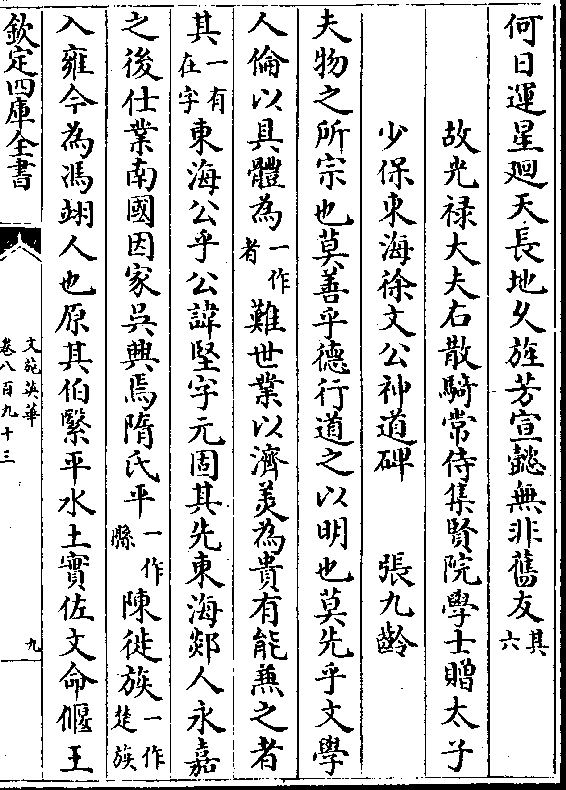 何日運星廻天長地久旌芳宣懿無非舊友其六
故光祿大夫右散騎常侍集賢院學士贈太子
少保東海徐文公神道碑 張九齡
夫物之所宗也莫善乎德行道之以明也莫先乎文學
人倫以具體為一作者難世業以濟美為貴有能兼之者
其一有在字東海公乎公諱堅字元固其先東海郯人永嘉
之後仕業南國因家吳興焉隋氏平一作縣陳徙族一作楚族
入雍今為馮翊人也原其伯繄平水土實佐文命偃王
欽定四庫全書
文苑英華
卷八百九十三
九